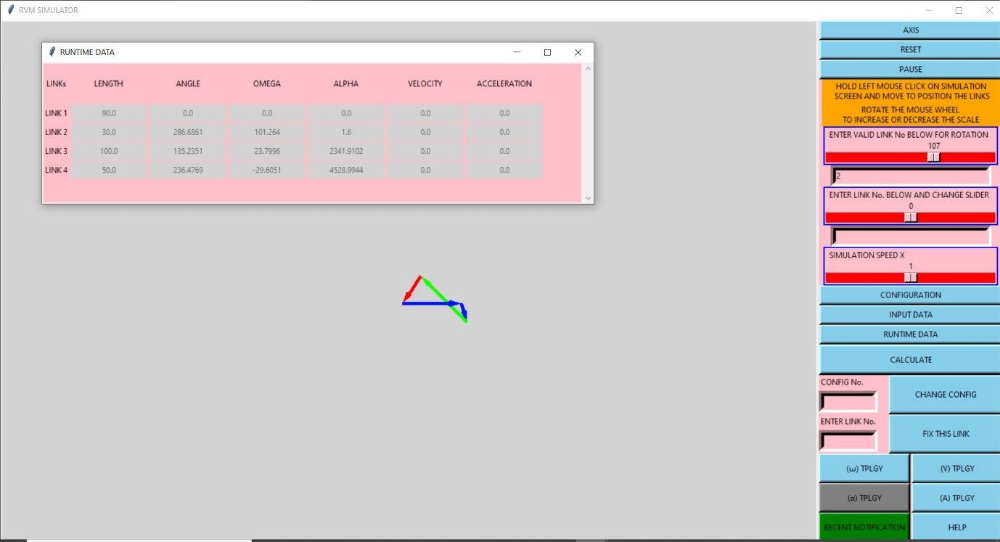 RVM SIMULATOR
RUNTIME DATA
LINKs LENGTH ANGLE OMEGA ALPHA VELOCITY ACCELERATION
LINK 1 90.0 0.0 0.0 0.0 0.0 0.0
LINK 2 30.0 286.6861 101.264 1.6 0.0 0.0
LINK 3 100.0 135.2351 23.7996 2341.9102 0.0 0.0
LINK 4 50.0 236.4769 -29.6051 4528.9944 0.0 0.0
AXIS
RESET
PAUSE
HOLD LEFT MOUSE CLICK ON SIMULATION
SCREEN AND MOVE TO POSITION THE LINKS
ROTATE THE MOUSE WHEEL
TO INCREASE OR DECREASE THE SCALE
ENTER VALID LINK No BELOW FOR ROTATION
107
2
ENTER LINK No. BELOW AND CHANGE SLIDER
0
SIMULATION SPEED X
1
CONFIGURATION
INPUT DATA
RUNTIME DATA
CALCULATE
CONFIG No.
CHANGE CONFIG
ENTER LINK No.
FIX THIS LINK
(ω) TPLGY (V) TPLGY
(α) TPLGY (A) TPLGY
RECENT NOTIFICATION HELP